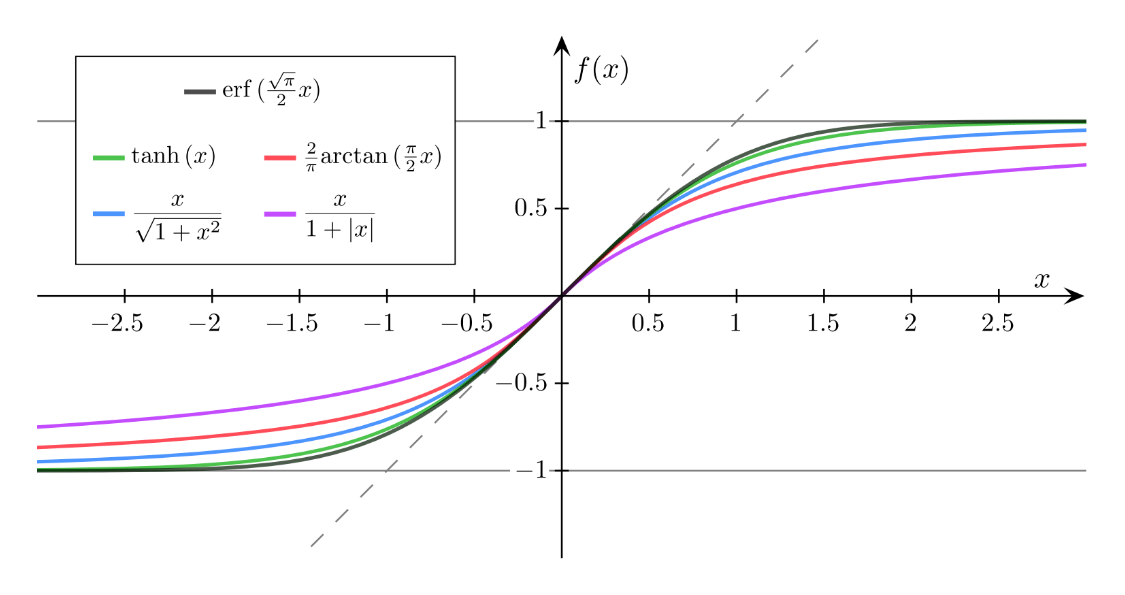 f(x)
erf (√π/2 x)
1
tanh (x) 2/π arctan (π/2 x)
x/√(1 + x²) x/(1 + |x|)
0.5
x
−2.5 −2 −1.5 −1 −0.5 0.5 1 1.5 2 2.5
−0.5
−1